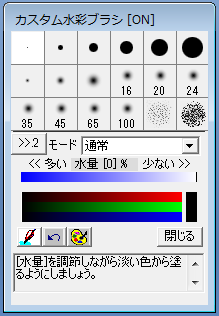 カスタム水彩ブラシ [ON]
16 20 24
35 45 65 100
>>.2 モード 通常
<< 多い 水量 [0] % 少ない >>
閉じる
[水量]を調節しながら淡い色から塗
るようにしましょう。